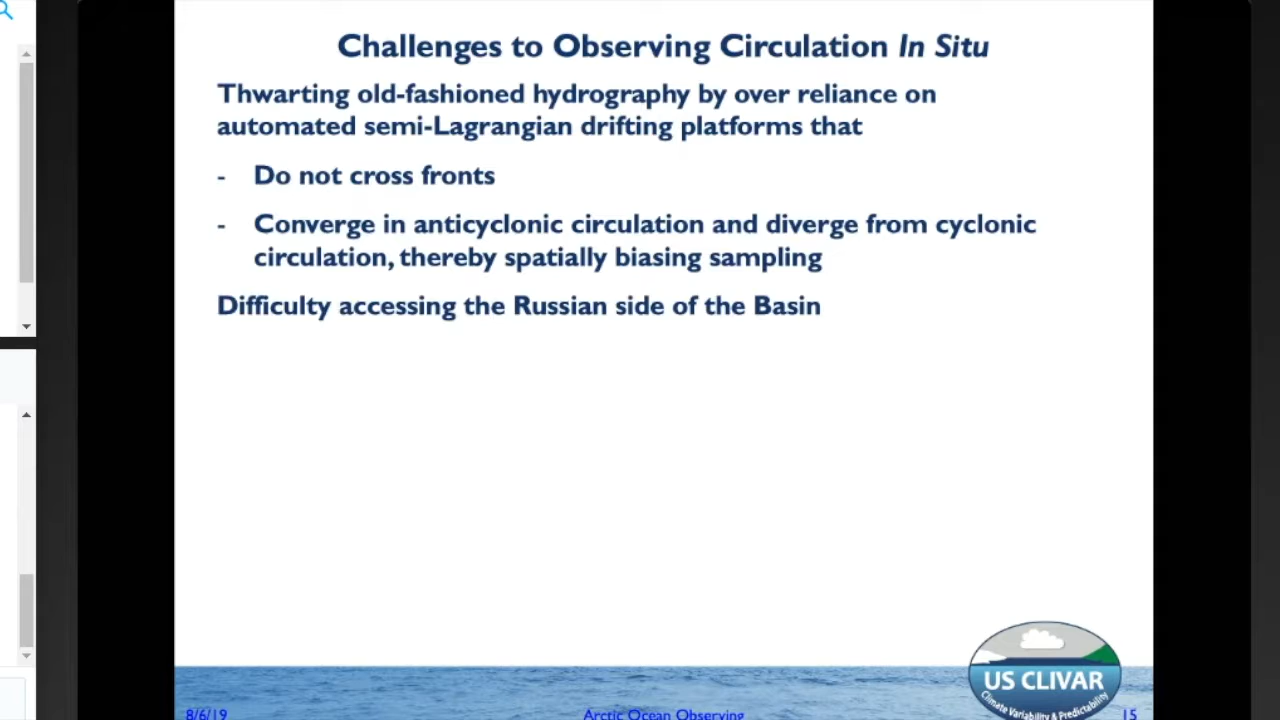 Challenges to Observing Circulation In Situ
Thwarting old-fashioned hydrography by over reliance on
automated semi-Lagrangian drifting platforms that
- Do not cross fronts
- Converge in anticyclonic circulation and diverge from cyclonic
circulation, thereby spatially biasing sampling
Difficulty accessing the Russian side of the Basin
US CLIVAR
Climate Variability & Predictability
8/6/19
Arctic Ocean Observing
15